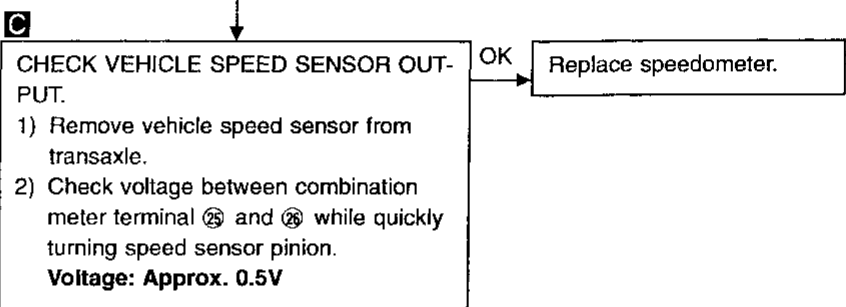 C
CHECK VEHICLE SPEED SENSOR OUT-
PUT.
1) Remove vehicle speed sensor from
transaxle.
2) Check voltage between combination
meter terminal ㉕ and ㉖ while quickly
turning speed sensor pinion.
Voltage: Approx. 0.5V
OK
Replace speedometer.